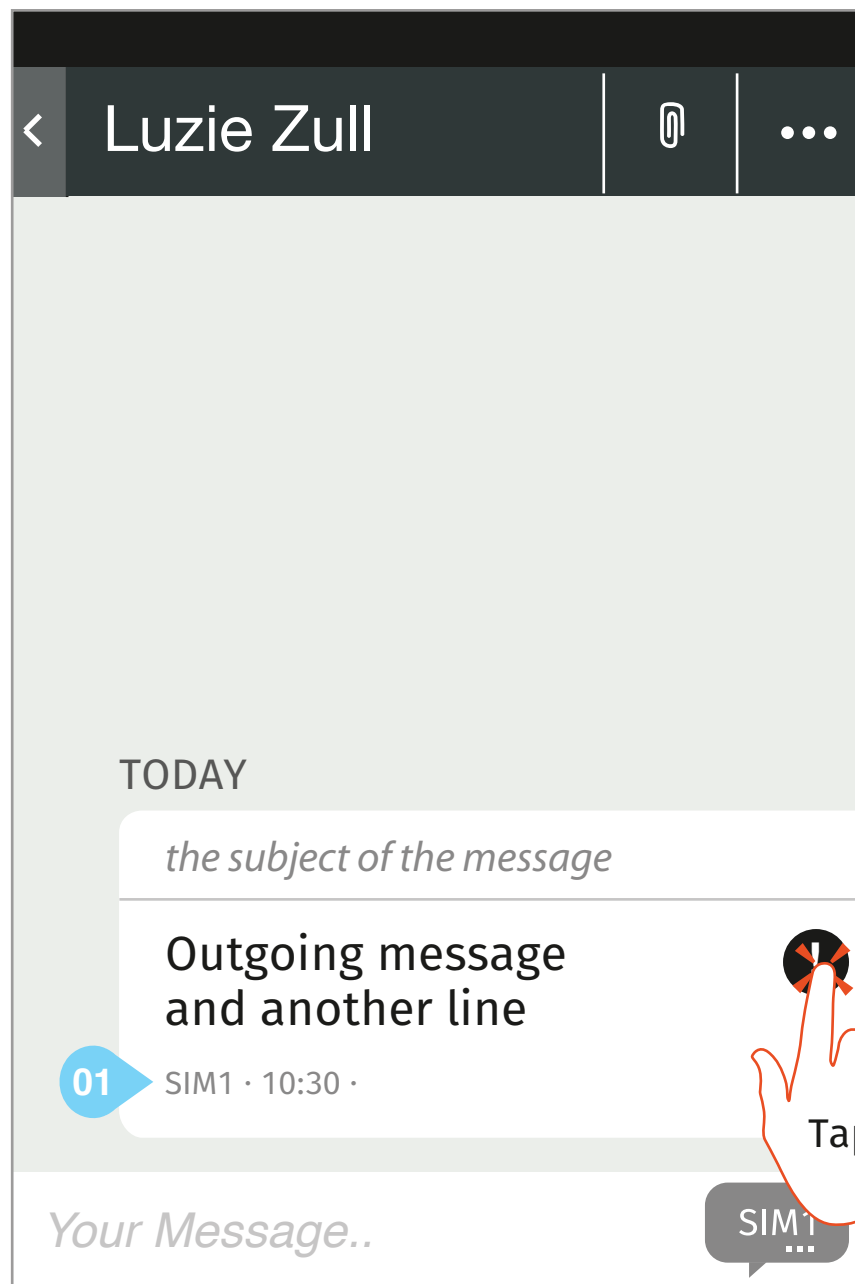 Luzie Zull
TODAY
the subject of the message
Outgoing message
and another line
01
SIM1 · 10:30 ·
Your Message..
SIM1